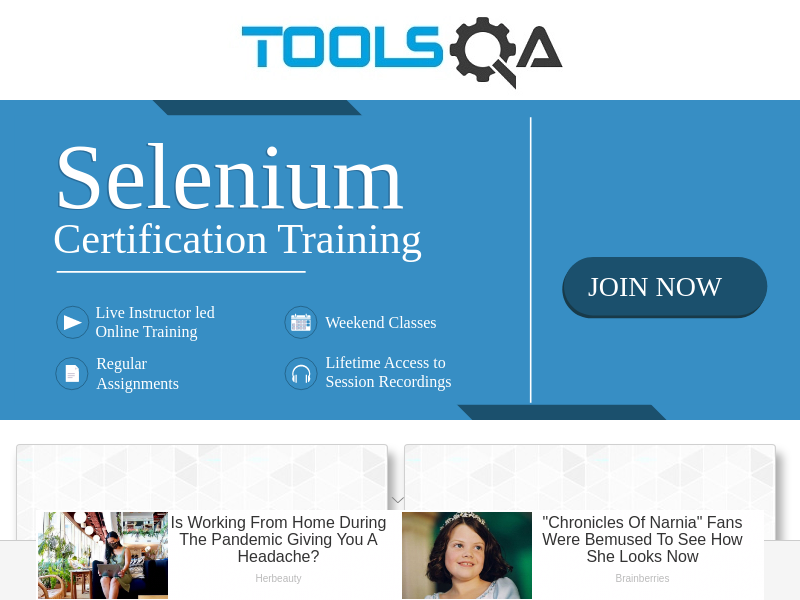 TOOLSQA
Selenium
Certification Training
Live Instructor led
Online Training
Weekend Classes
Regular
Assignments
Lifetime Access to
Session Recordings
JOIN NOW
Is Working From Home During
The Pandemic Giving You A
Headache?
Herbeauty
"Chronicles Of Narnia" Fans
Were Bemused To See How
She Looks Now
Brainberries